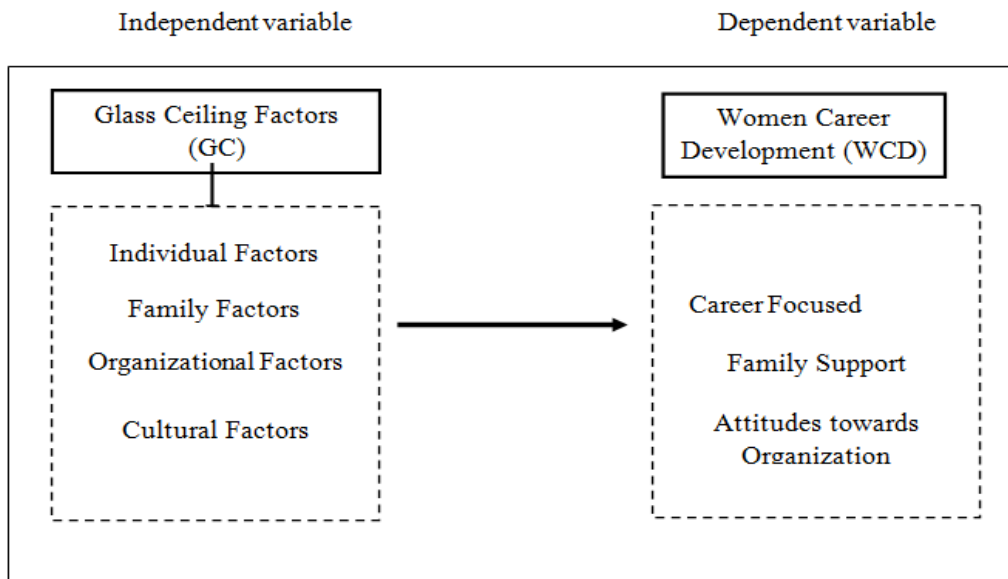 Independent variable
Dependent variable
Glass Ceiling Factors
(GC)
Women Career
Development (WCD)
Individual Factors
Family Factors
Organizational Factors
Cultural Factors
Career Focused
Family Support
Attitudes towards
Organization